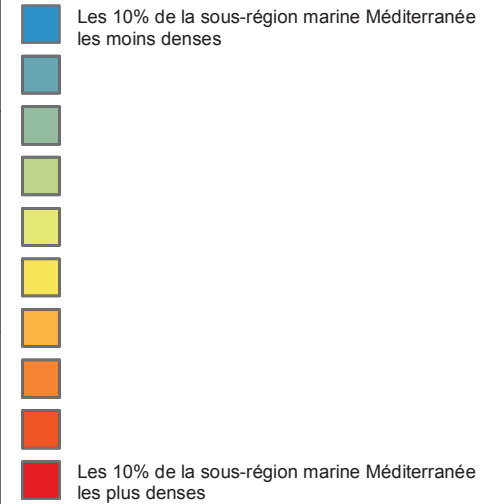 Les 10% de la sous-région marine Méditerranée
les moins denses
Les 10% de la sous-région marine Méditerranée
les plus denses